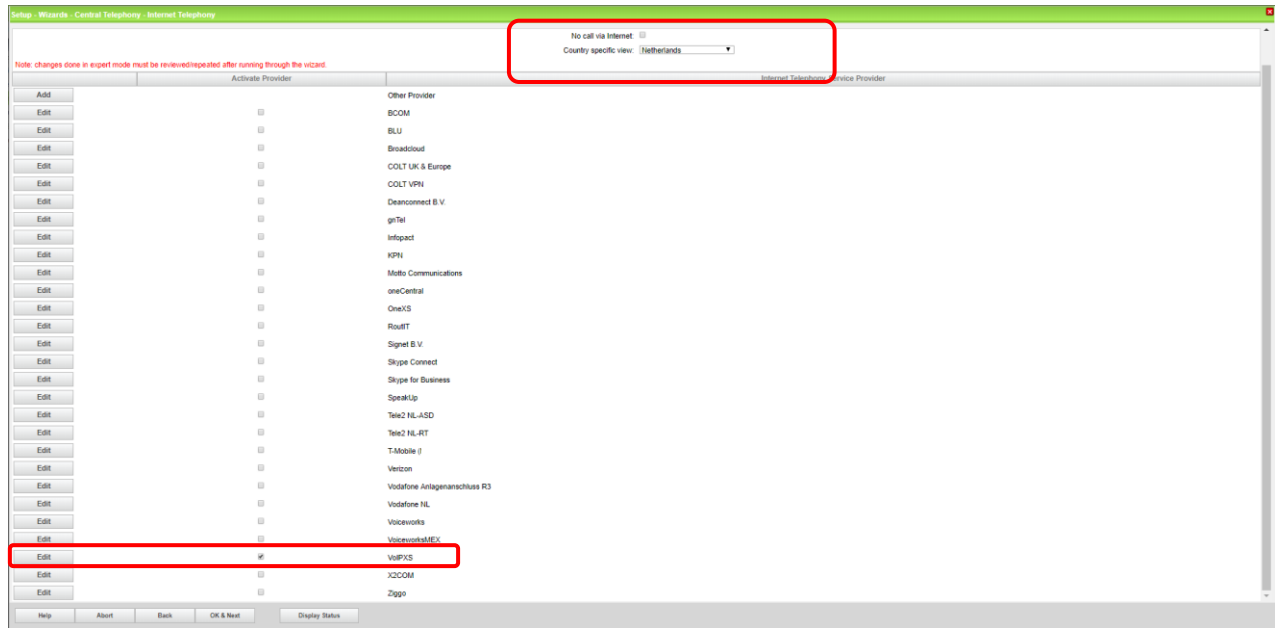 Setup - Wizards - Central Telephony - Internet Telephony
No call via Internet:
Country specific view: Netherlands
Note: changes done in expert mode must be reviewed/repeated after running through the wizard.
Activate Provider Internet Telephony Service Provider
Add Other Provider
Edit BCOM
Edit BLU
Edit Broadcloud
Edit COLT UK & Europe
Edit COLT VPN
Edit Deanconnect B.V.
Edit gnTel
Edit Infopact
Edit KPN
Edit Motto Communications
Edit oneCentral
Edit OneXS
Edit RoutIT
Edit Signet B.V.
Edit Skype Connect
Edit Skype for Business
Edit SpeakUp
Edit Tele2 NL-ASD
Edit Tele2 NL-RT
Edit T-Mobile (/
Edit Verizon
Edit Vodafone Anlagenanschluss R3
Edit Vodafone NL
Edit Voiceworks
Edit VoiceworksMEX
Edit VoIPXS
Edit X2COM
Edit Ziggo
Help Abort Back OK & Next Display Status